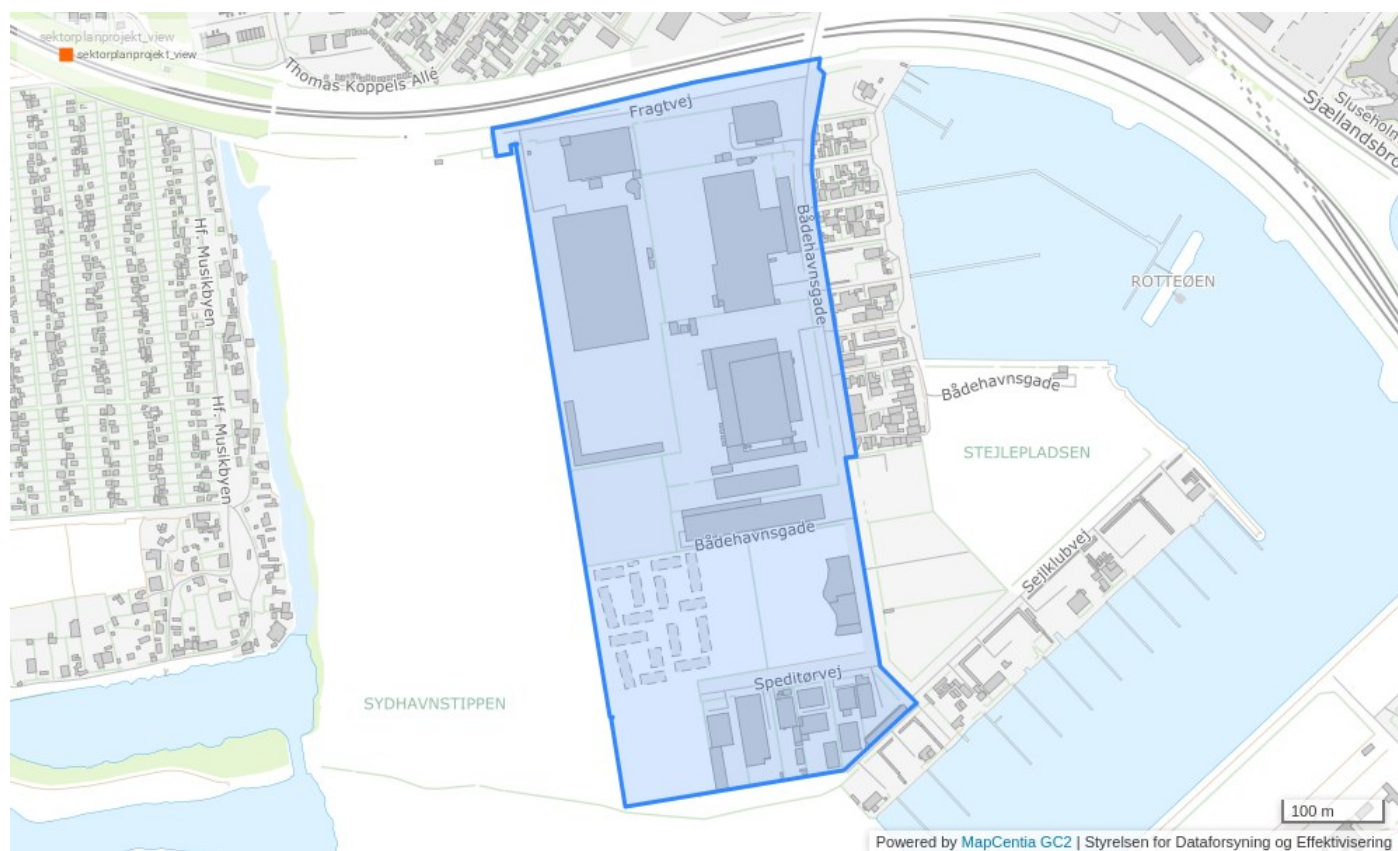 sektorplanprojekt_view
sektorplanprojekt_view
Thomas Koppels Allé
Fragtvej
Sluseholm
Sjællandsbro
Hf. Musikbyen
Bådehavnsgade
ROTTEØEN
Bådehavnsgade
Hf. Musikbyen
STEJLEPLADSEN
Bådehavnsgade
Sejlklubvej
Speditørvej
SYDHAVNSTIPPEN
100 m
Powered by MapCentia GC2 | Styrelsen for Dataforsyning og Effektivisering